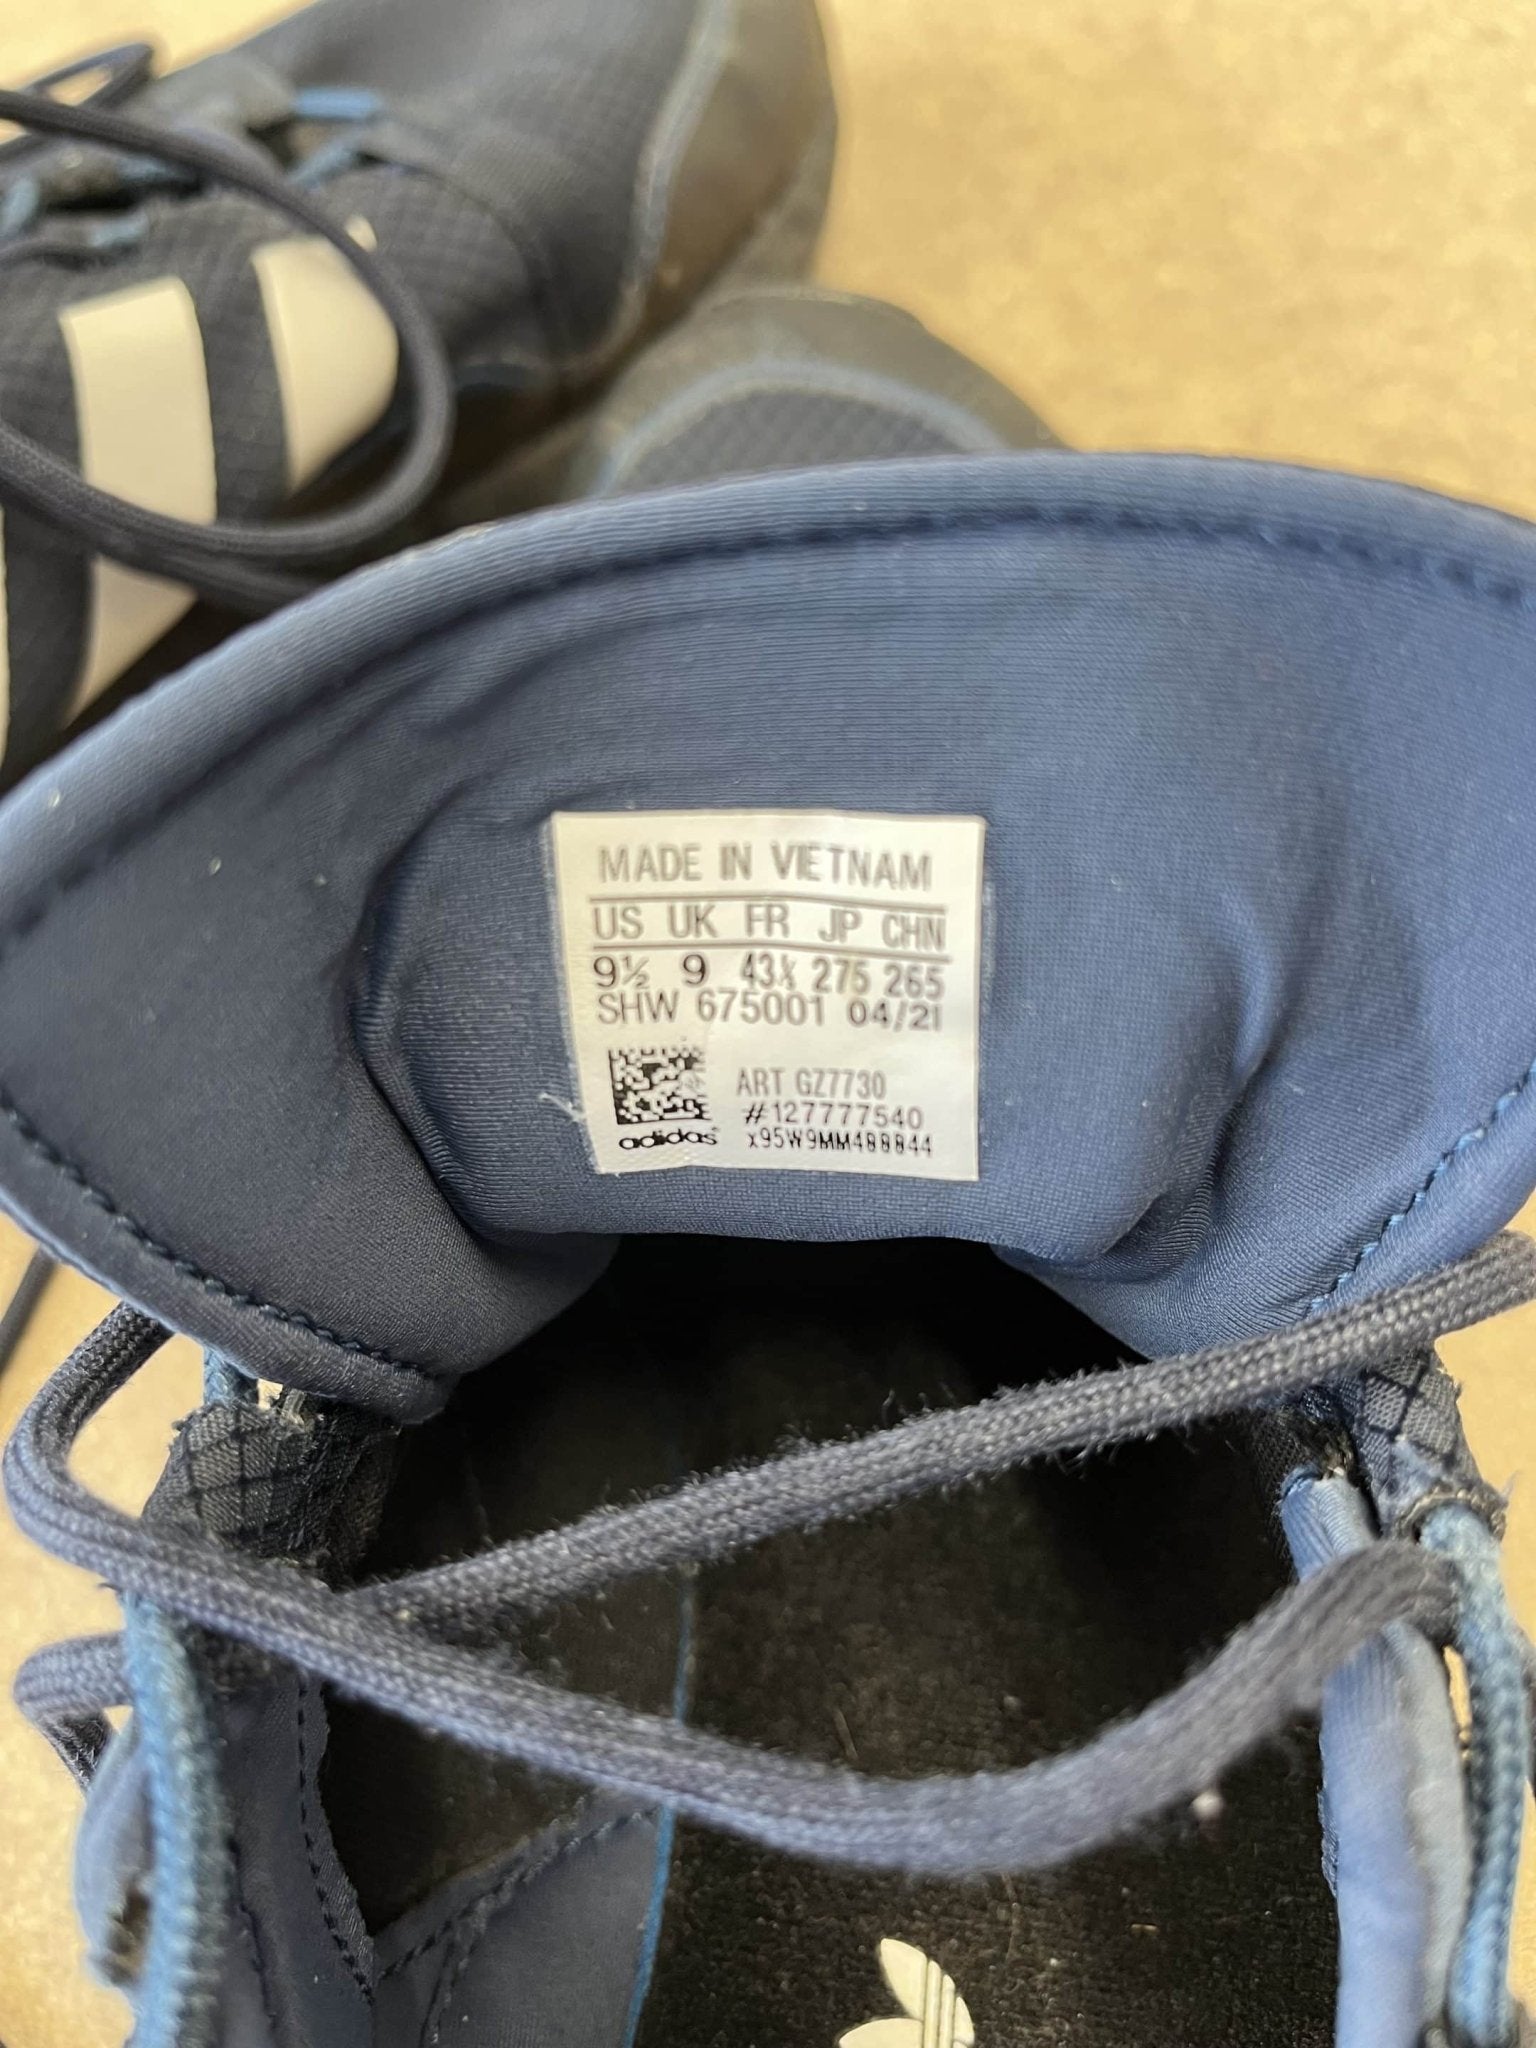 MADE IN VIETNAM
US UK FR JP CHN
9½ 9 43⅓ 275 265
SHW 675001 04/21
ART GZ7730
#127777540
adidas x95W9MM488844